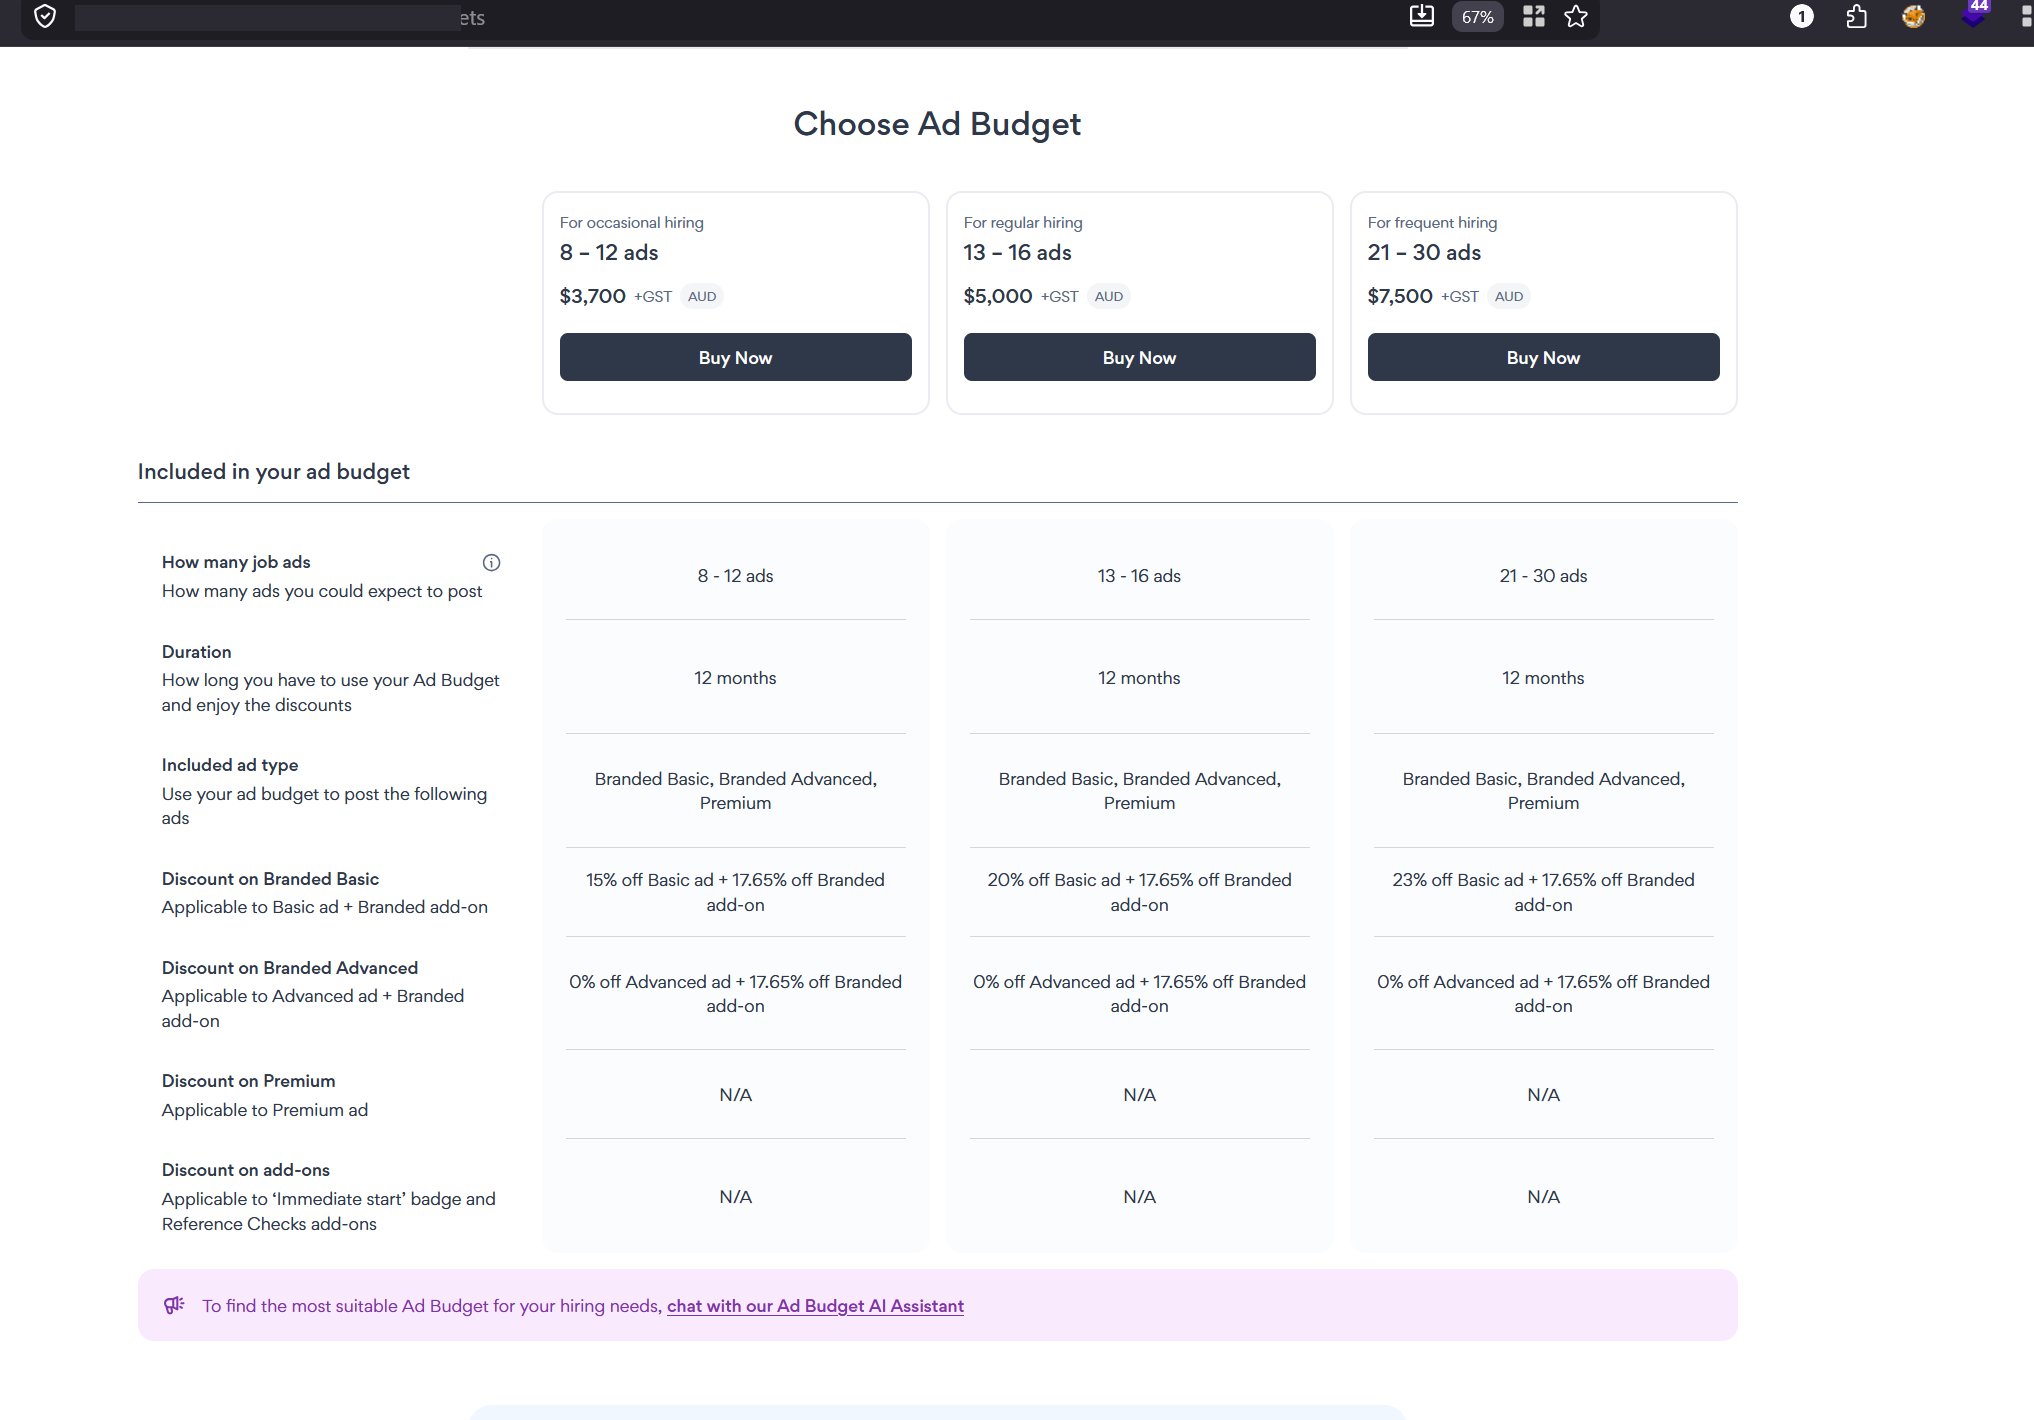 ets
67%
1
44
Choose Ad Budget
For occasional hiring
8 – 12 ads
$3,700 +GST AUD
Buy Now
For regular hiring
13 – 16 ads
$5,000 +GST AUD
Buy Now
For frequent hiring
21 – 30 ads
$7,500 +GST AUD
Buy Now
Included in your ad budget
How many job ads
How many ads you could expect to post
8 - 12 ads
13 - 16 ads
21 - 30 ads
Duration
How long you have to use your Ad Budget
and enjoy the discounts
12 months
12 months
12 months
Included ad type
Use your ad budget to post the following
ads
Branded Basic, Branded Advanced,
Premium
Branded Basic, Branded Advanced,
Premium
Branded Basic, Branded Advanced,
Premium
Discount on Branded Basic
Applicable to Basic ad + Branded add-on
15% off Basic ad + 17.65% off Branded
add-on
20% off Basic ad + 17.65% off Branded
add-on
23% off Basic ad + 17.65% off Branded
add-on
Discount on Branded Advanced
Applicable to Advanced ad + Branded
add-on
0% off Advanced ad + 17.65% off Branded
add-on
0% off Advanced ad + 17.65% off Branded
add-on
0% off Advanced ad + 17.65% off Branded
add-on
Discount on Premium
Applicable to Premium ad
N/A
N/A
N/A
Discount on add-ons
Applicable to ‘Immediate start’ badge and
Reference Checks add-ons
N/A
N/A
N/A
To find the most suitable Ad Budget for your hiring needs, chat with our Ad Budget AI Assistant